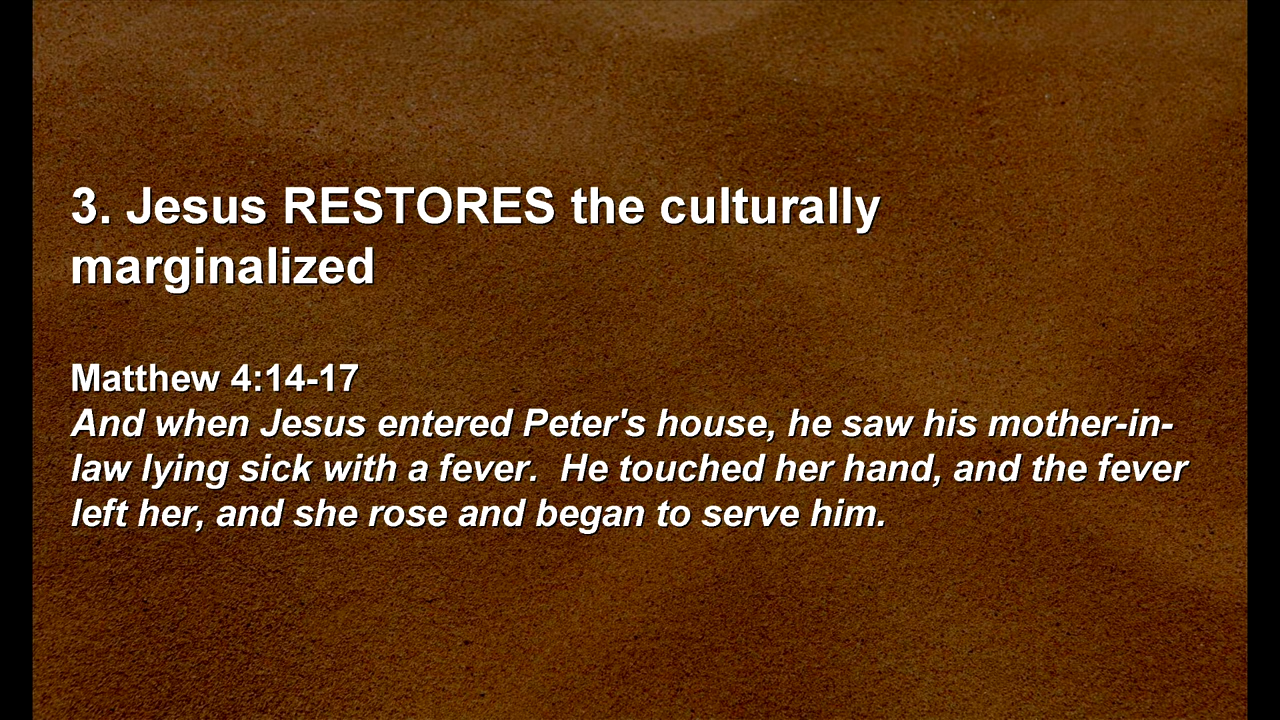 3. Jesus RESTORES the culturally
marginalized
Matthew 4:14-17
And when Jesus entered Peter's house, he saw his mother-in-
law lying sick with a fever.  He touched her hand, and the fever
left her, and she rose and began to serve him.